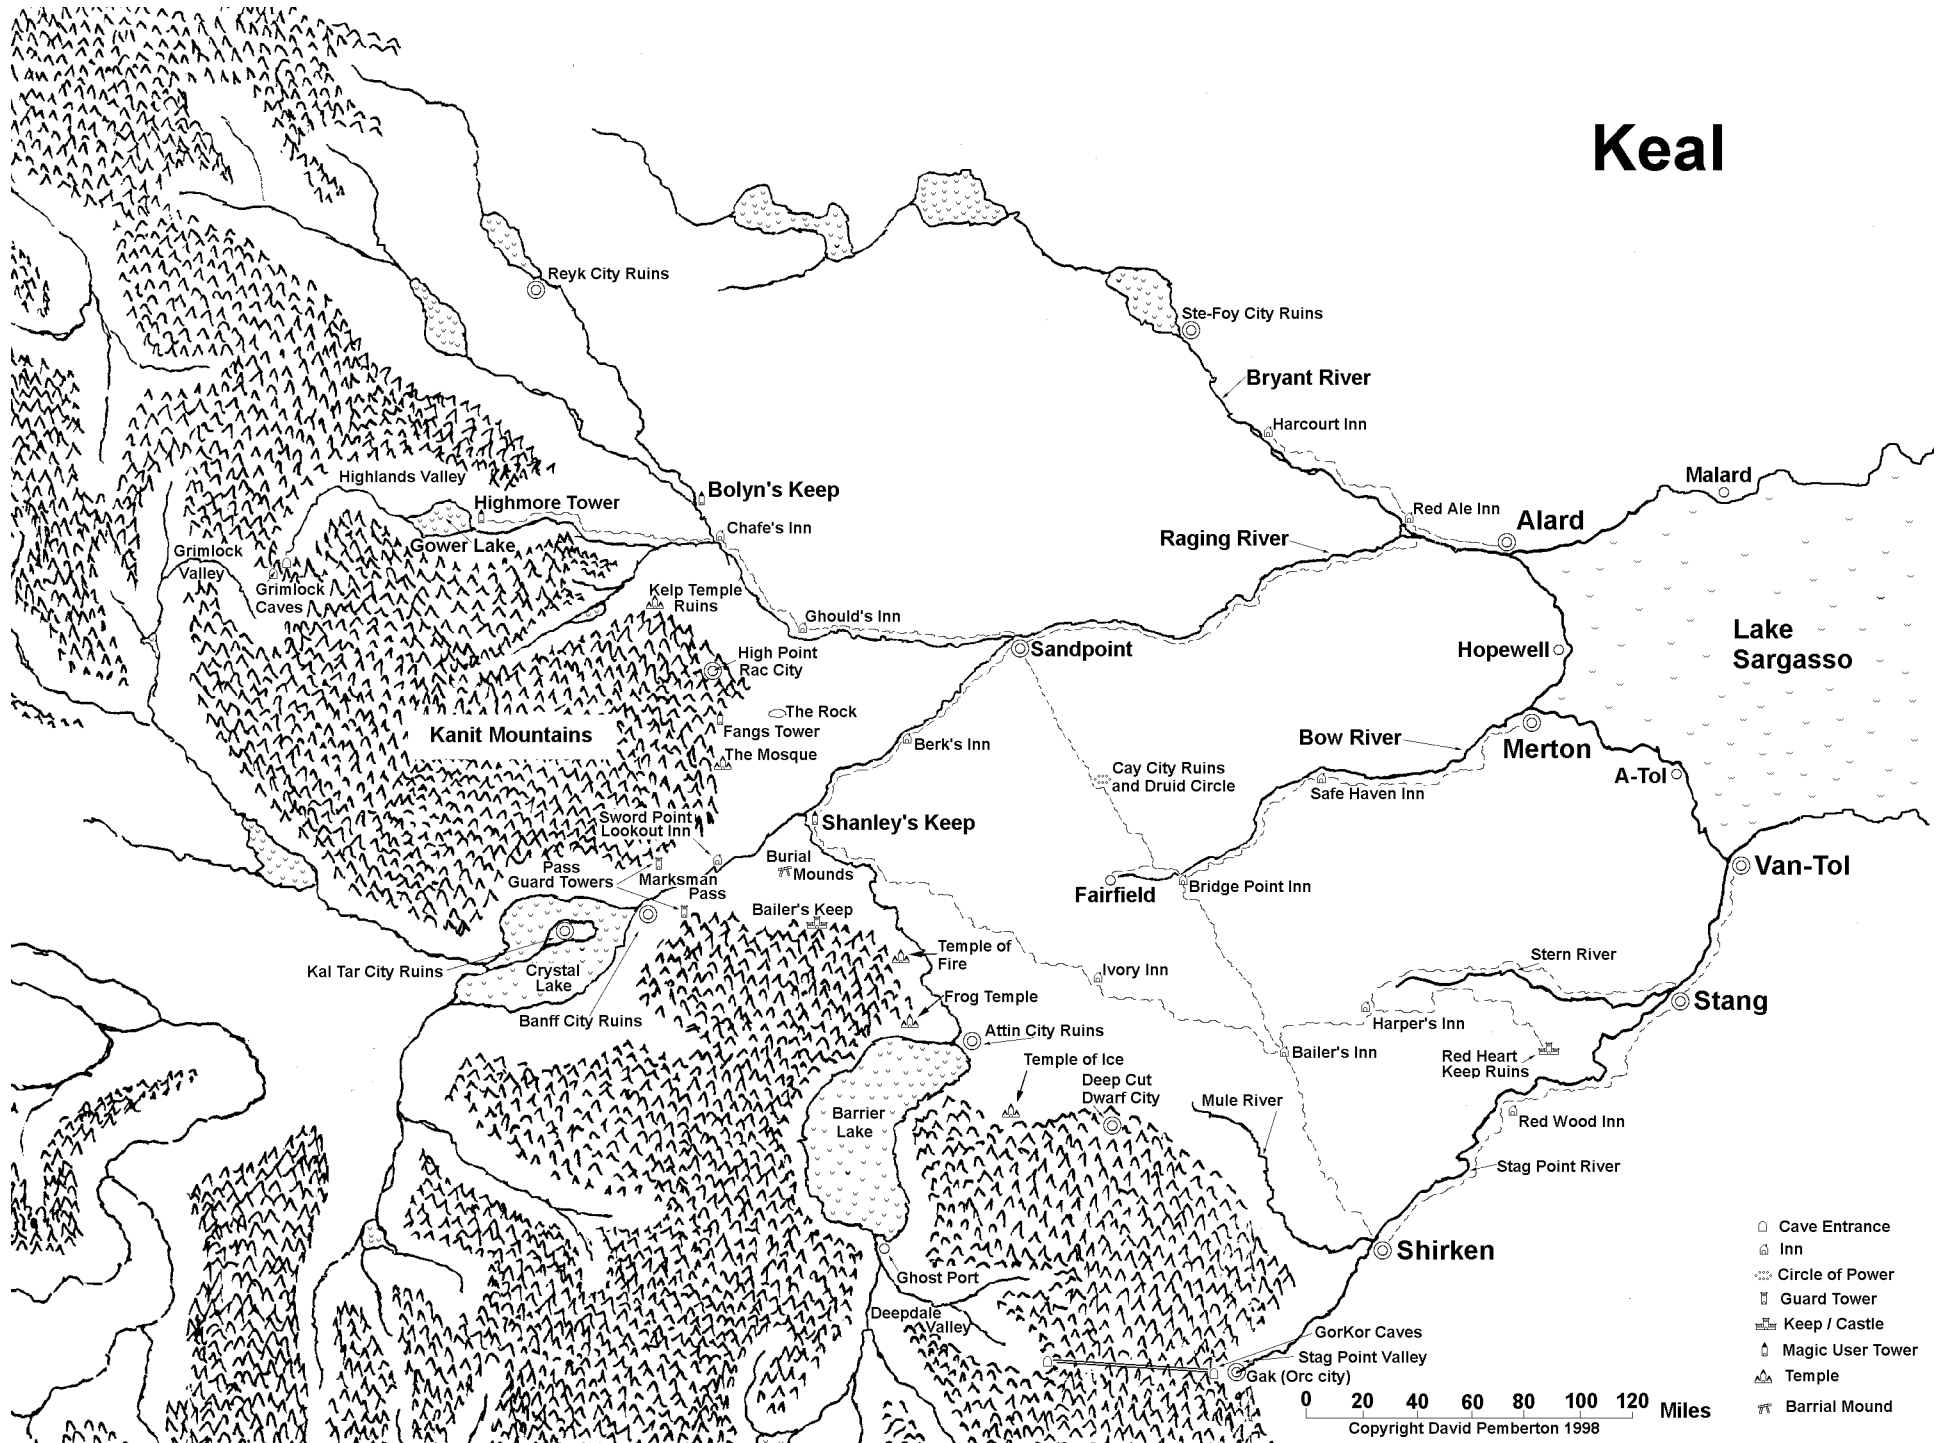 Keal
Reyk City Ruins
Ste-Foy City Ruins
Bryant River
Harcourt Inn
Highlands Valley
Malard
Bolyn's Keep
Highmore Tower
Red Ale Inn
Alard
Chafe's Inn
Raging River
Gower Lake
Grimlock
Valley
Grimlock
Caves
Kelp Temple
Ruins
Ghould's Inn
Lake
Sargasso
Sandpoint
Hopewell
High Point
Rac City
The Rock
Fangs Tower
Kanit Mountains
Berk's Inn
Bow River
Merton
The Mosque
Cay City Ruins
and Druid Circle
A-Tol
Safe Haven Inn
Sword Point
Lookout Inn
Shanley's Keep
Pass
Guard Towers
Marksman
Pass
Burial
Mounds
Van-Tol
Fairfield
Bridge Point Inn
Bailer's Keep
Temple of
Fire
Stern River
Kal Tar City Ruins
Crystal
Lake
Ivory Inn
Frog Temple
Stang
Banff City Ruins
Attin City Ruins
Harper's Inn
Bailer's Inn
Red Heart
Keep Ruins
Temple of Ice
Deep Cut
Dwarf City
Mule River
Barrier
Lake
Red Wood Inn
Stag Point River
Shirken
Ghost Port
Deepdale
Valley
GorKor Caves
Stag Point Valley
Gak (Orc city)
Cave Entrance
Inn
Circle of Power
Guard Tower
Keep / Castle
Magic User Tower
Temple
Barrial Mound
0 20 40 60 80 100 120 Miles
Copyright David Pemberton 1998